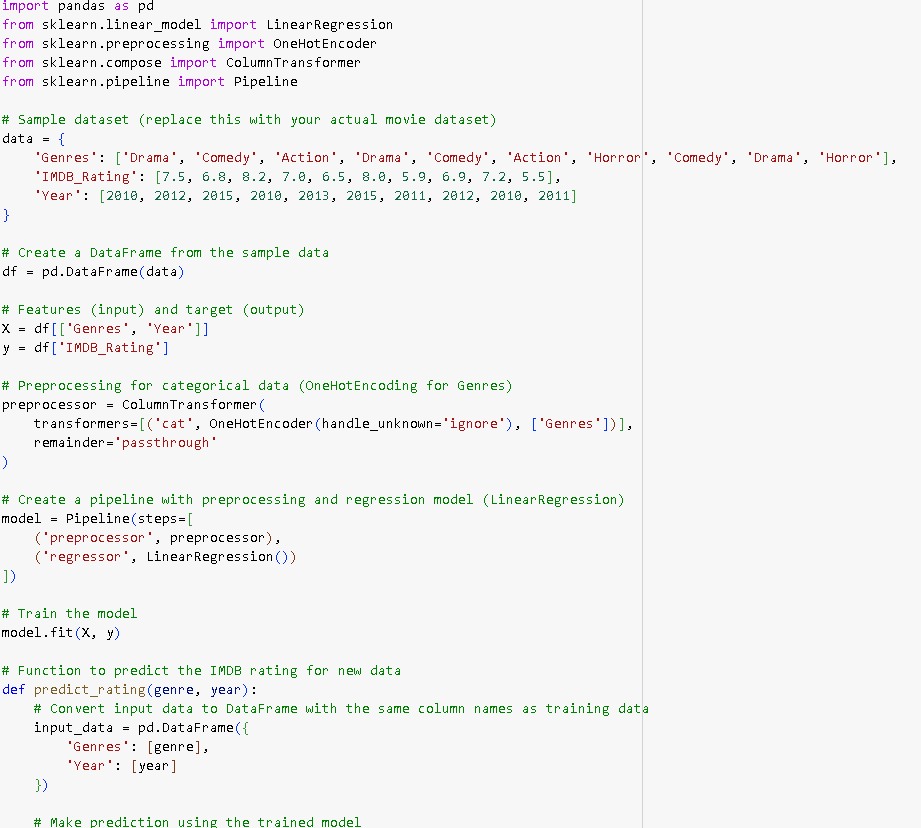 import pandas as pd
from sklearn.linear_model import LinearRegression
from sklearn.preprocessing import OneHotEncoder
from sklearn.compose import ColumnTransformer
from sklearn.pipeline import Pipeline

# Sample dataset (replace this with your actual movie dataset)
data = {
    'Genres': ['Drama', 'Comedy', 'Action', 'Drama', 'Comedy', 'Action', 'Horror', 'Comedy', 'Drama', 'Horror'],
    'IMDB_Rating': [7.5, 6.8, 8.2, 7.0, 6.5, 8.0, 5.9, 6.9, 7.2, 5.5],
    'Year': [2010, 2012, 2015, 2010, 2013, 2015, 2011, 2012, 2010, 2011]
}

# Create a DataFrame from the sample data
df = pd.DataFrame(data)

# Features (input) and target (output)
X = df[['Genres', 'Year']]
y = df['IMDB_Rating']

# Preprocessing for categorical data (OneHotEncoding for Genres)
preprocessor = ColumnTransformer(
    transformers=[('cat', OneHotEncoder(handle_unknown='ignore'), ['Genres'])],
    remainder='passthrough'
)

# Create a pipeline with preprocessing and regression model (LinearRegression)
model = Pipeline(steps=[
    ('preprocessor', preprocessor),
    ('regressor', LinearRegression())
])

# Train the model
model.fit(X, y)

# Function to predict the IMDB rating for new data
def predict_rating(genre, year):
    # Convert input data to DataFrame with the same column names as training data
    input_data = pd.DataFrame({
        'Genres': [genre],
        'Year': [year]
    })

    # Make prediction using the trained model